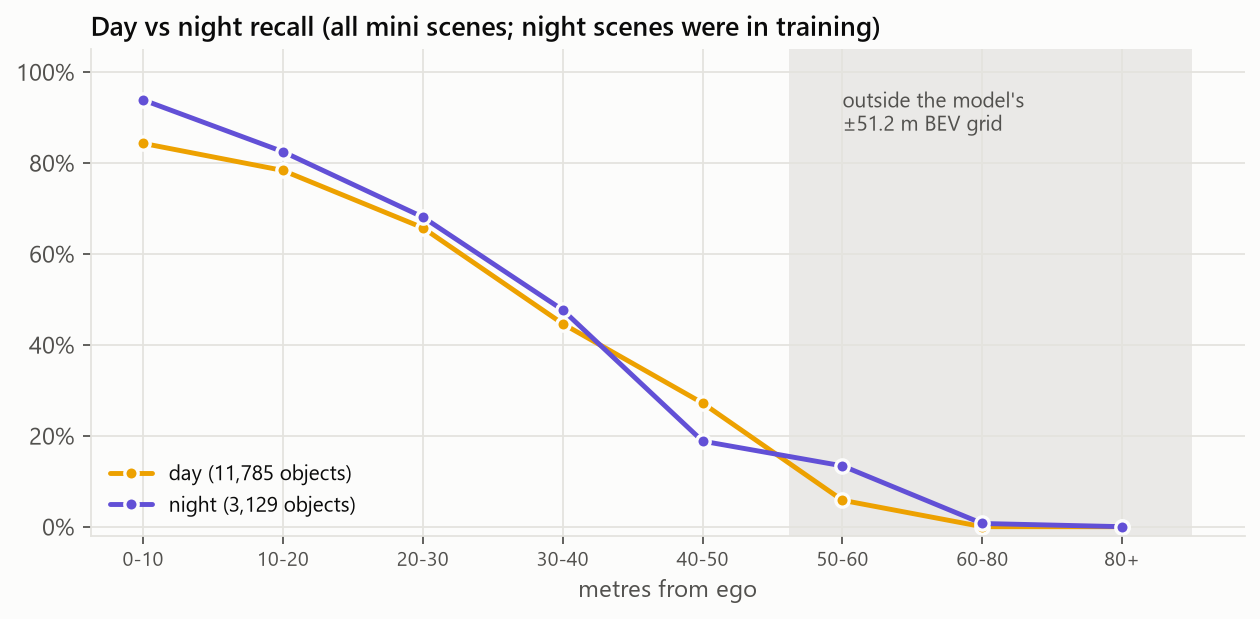 Day vs night recall (all mini scenes; night scenes were in training)
100%
80%
60%
40%
20%
0%
outside the model's
±51.2 m BEV grid
day (11,785 objects)
night (3,129 objects)
0-10
10-20
20-30
30-40
40-50
50-60
60-80
80+
metres from ego